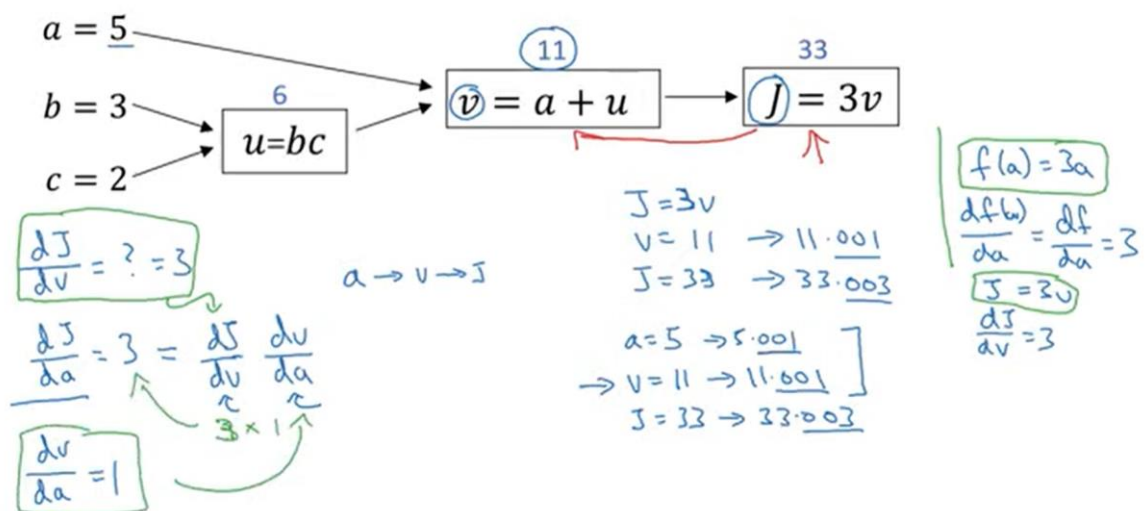 a = 5
11
33
b = 3
6
v = a + u
J = 3v
u=bc
c = 2
f(a) = 3a
J = 3v
dJ/dv = ? = 3
v = 11 → 11.001
df(a)/da = df/da = 3
a → v → J
J = 33 → 33.003
J = 3v
dJ/da = 3 = dJ/dv dv/da
a = 5 → 5.001
dJ/dv = 3
→ v = 11 → 11.001
3 × 1
J = 33 → 33.003
dv/da = 1